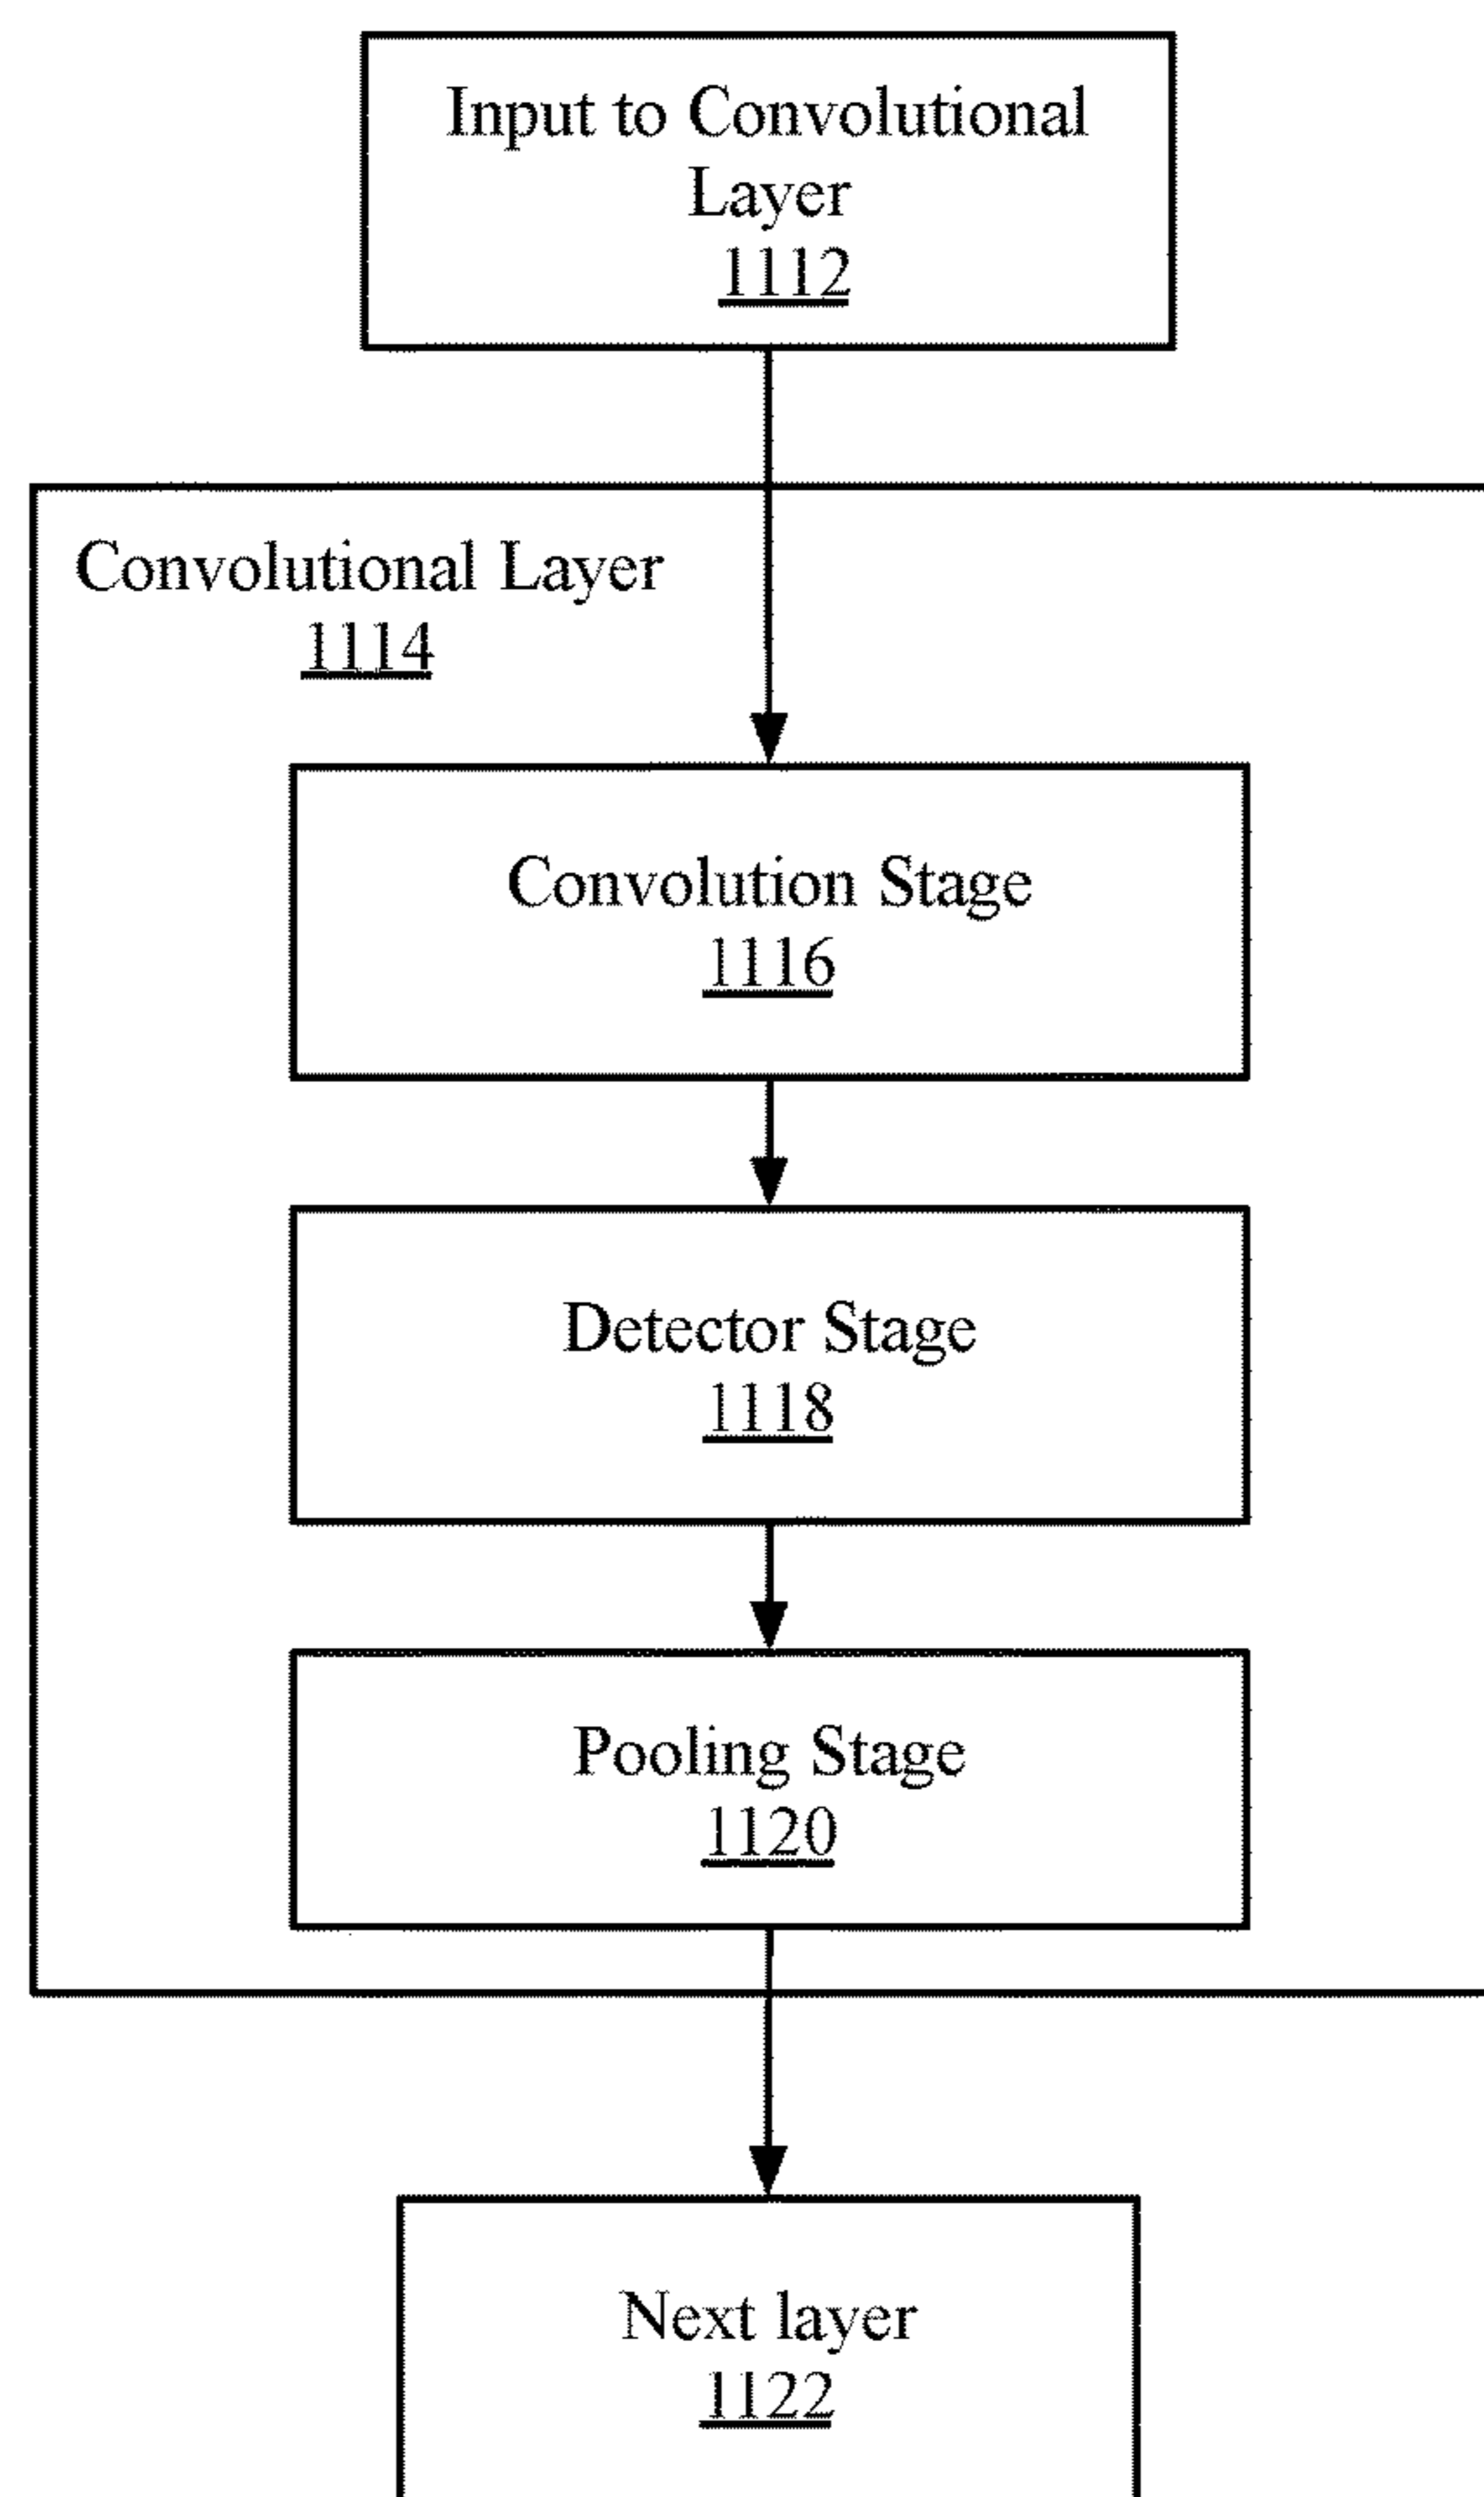 Input to Convolutional
Layer
1112
Convolutional Layer
1114
Convolution Stage
1116
Detector Stage
1118
Pooling Stage
1120
Next layer
1122